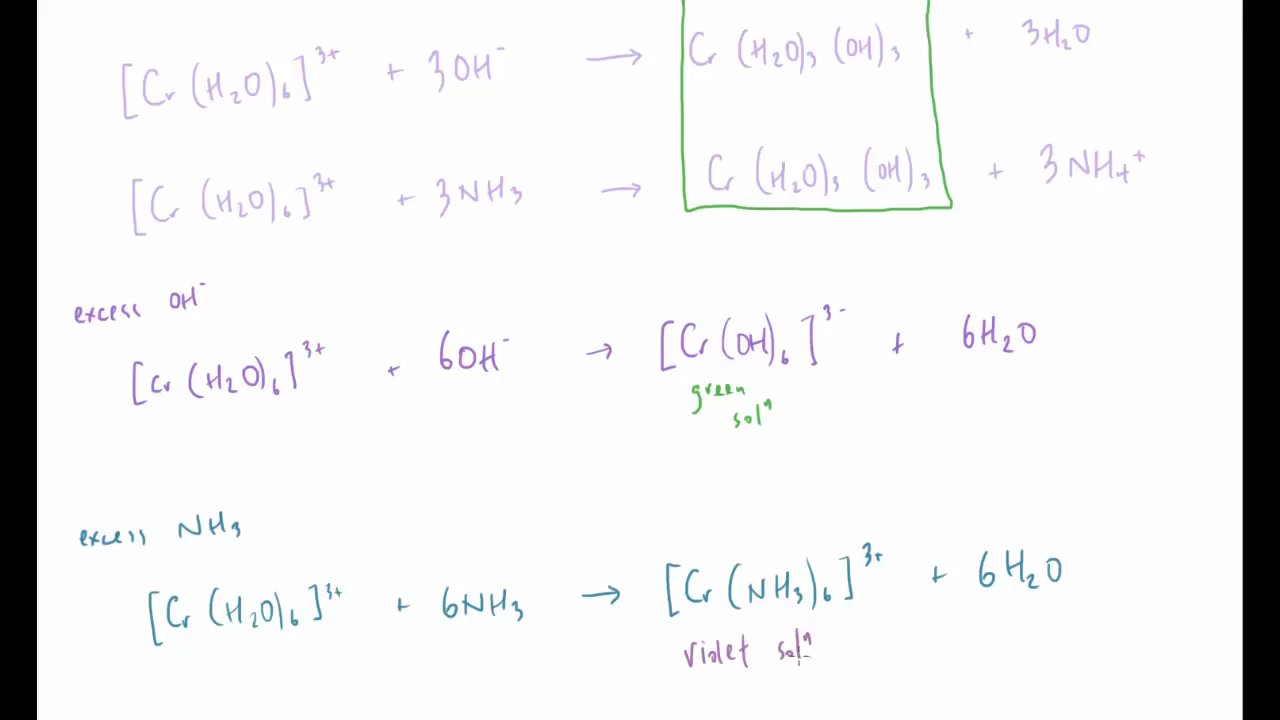 [Cr(H₂O)₆]³⁺ + 3OH⁻ → Cr(H₂O)₃(OH)₃ + 3H₂O
[Cr(H₂O)₆]³⁺ + 3NH₃ → Cr(H₂O)₃(OH)₃ + 3NH₄⁺
excess OH⁻
[Cr(H₂O)₆]³⁺ + 6OH⁻ → [Cr(OH)₆]³⁻ + 6H₂O
green
solⁿ
excess NH₃
[Cr(H₂O)₆]³⁺ + 6NH₃ → [Cr(NH₃)₆]³⁺ + 6H₂O
violet solⁿ